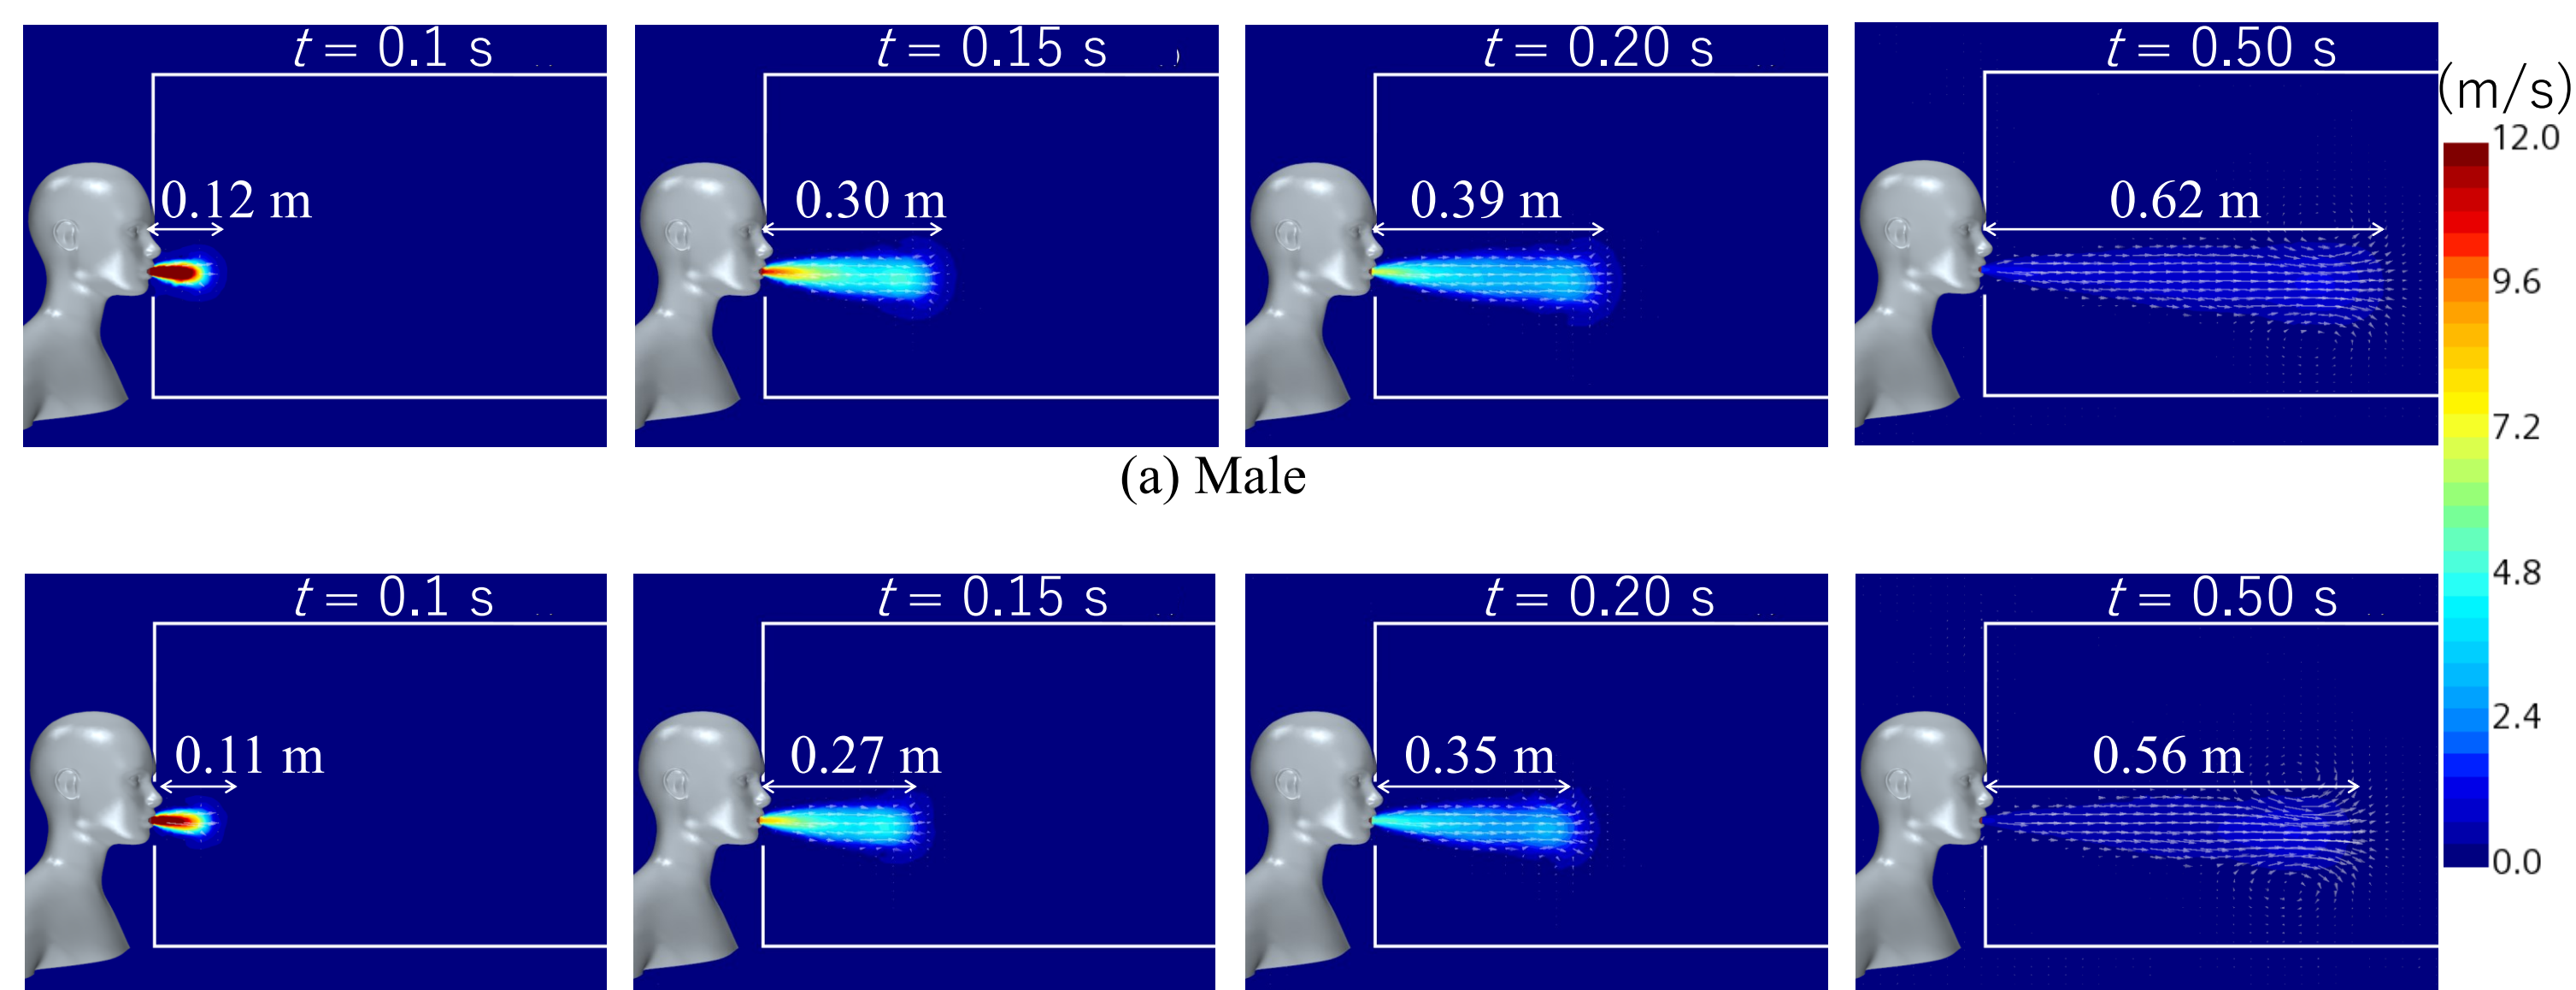 t = 0.1 s
t = 0.15 s
t = 0.20 s
t = 0.50 s
(m/s)
12.0
9.6
7.2
4.8
2.4
0.0
0.12 m
0.30 m
0.39 m
0.62 m
(a) Male
t = 0.1 s
t = 0.15 s
t = 0.20 s
t = 0.50 s
0.11 m
0.27 m
0.35 m
0.56 m